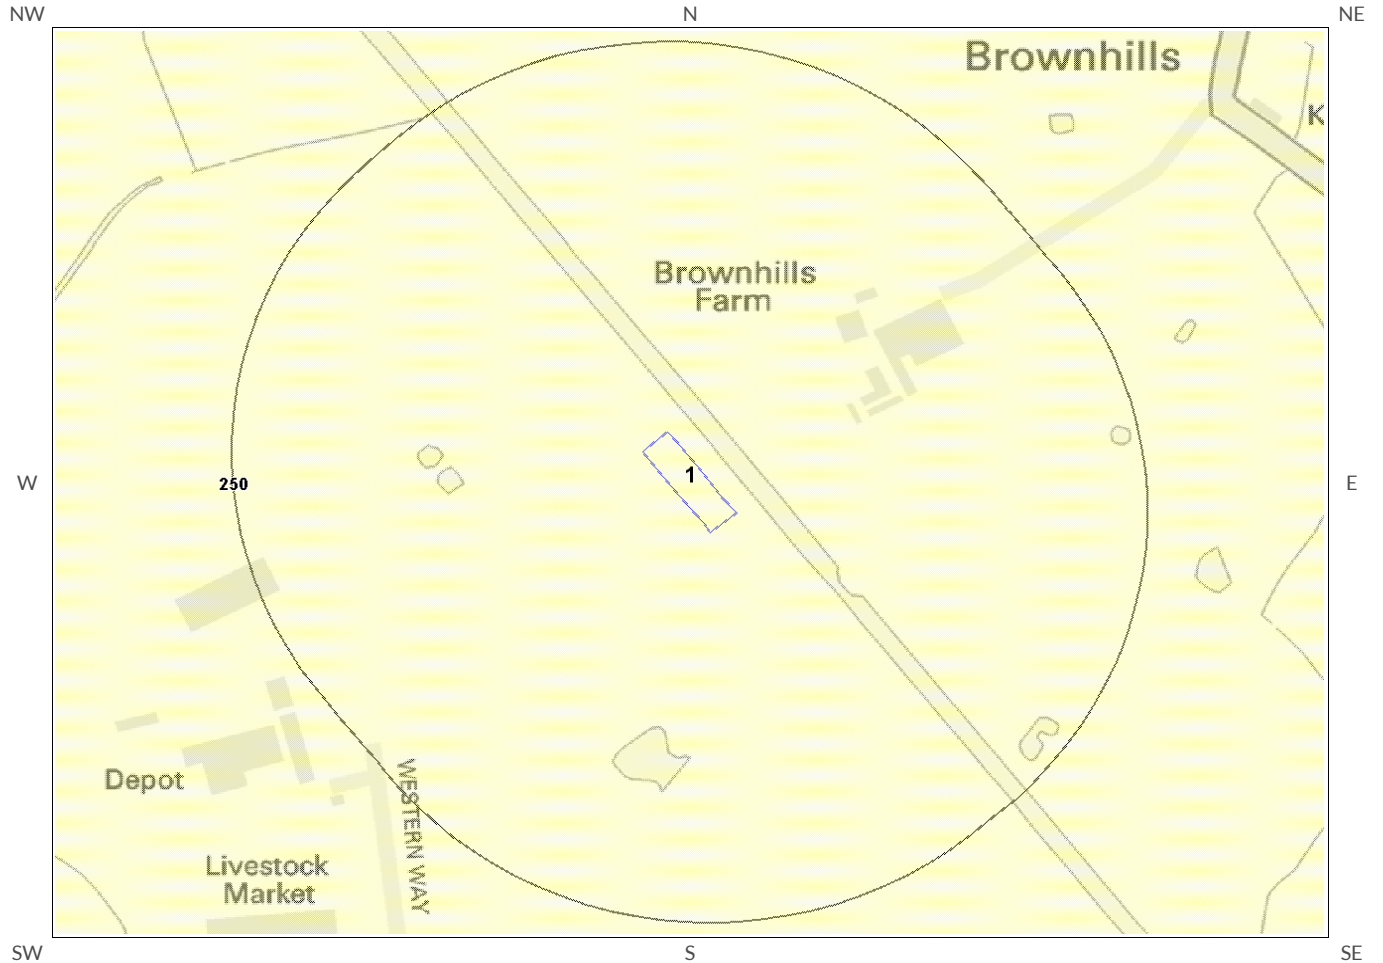 NW
N
NE
Brownhills
K
Brownhills
Farm
1
W
250
E
Depot
WESTERN WAY
Livestock
Market
SW
S
SE